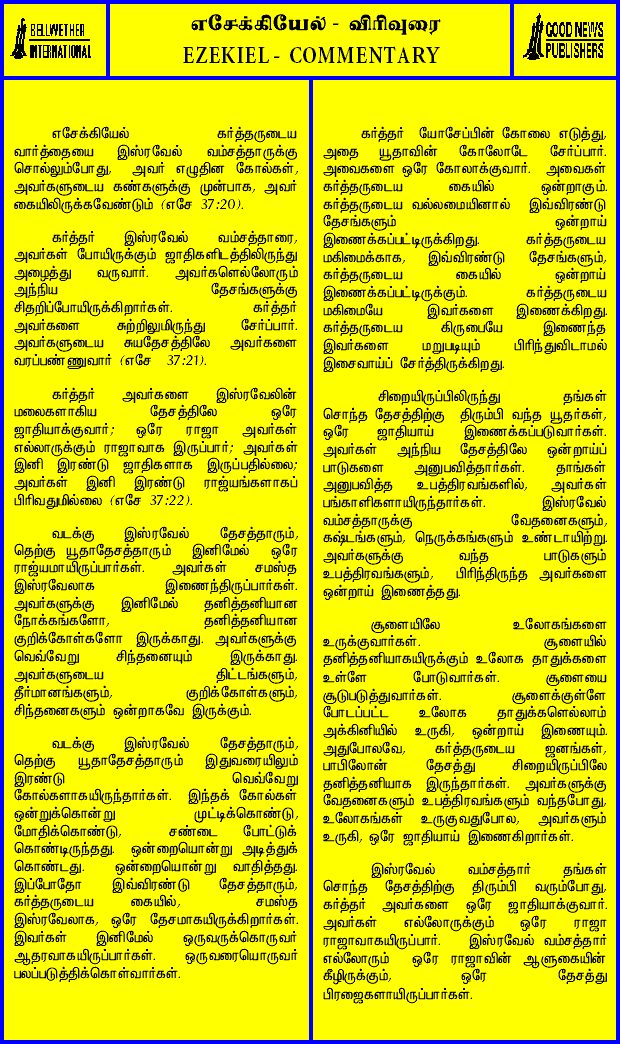 BELLWETHER
INTERNATIONAL
எசேக்கியேல் - விரிவுரை
EZEKIEL - COMMENTARY
GOOD NEWS
PUBLISHERS
எசேக்கியேல் கர்த்தருடைய
வார்த்தையை இஸ்ரவேல் வம்சத்தாருக்கு
சொல்லும்போது, அவர் எழுதின கோல்கள்,
அவர்களுடைய கண்களுக்கு முன்பாக, அவர்
கையிலிருக்கவேண்டும் (எசே 37:20).
கர்த்தர் இஸ்ரவேல் வம்சத்தாரை,
அவர்கள் போயிருக்கும் ஜாதிகளிடத்திலிருந்து
அழைத்து வருவார். அவர்களெல்லோரும்
அந்நிய தேசங்களுக்கு
சிதறிப்போயிருக்கிறார்கள். கர்த்தர்
அவர்களை சுற்றிலுமிருந்து சேர்ப்பார்.
அவர்களுடைய சுயதேசத்திலே அவர்களை
வரப்பண்ணுவார் (எசே 37:21).
கர்த்தர் அவர்களை இஸ்ரவேலின்
மலைகளாகிய தேசத்திலே ஒரே
ஜாதியாக்குவார்; ஒரே ராஜா அவர்கள்
எல்லாருக்கும் ராஜாவாக இருப்பார்; அவர்கள்
இனி இரண்டு ஜாதிகளாக இருப்பதில்லை;
அவர்கள் இனி இரண்டு ராஜ்யங்களாகப்
பிரிவதுமில்லை (எசே 37:22).
வடக்கு இஸ்ரவேல் தேசத்தாரும்,
தெற்கு யூதாதேசத்தாரும் இனிமேல் ஒரே
ராஜ்யமாயிருப்பார்கள். அவர்கள் சமஸ்த
இஸ்ரவேலாக இணைந்திருப்பார்கள்.
அவர்களுக்கு இனிமேல் தனித்தனியான
நோக்கங்களோ, தனித்தனியான
குறிக்கோள்களோ இருக்காது. அவர்களுக்கு
வெவ்வேறு சிந்தனையும் இருக்காது.
அவர்களுடைய திட்டங்களும்,
தீர்மானங்களும், குறிக்கோள்களும்,
சிந்தனைகளும் ஒன்றாகவே இருக்கும்.
வடக்கு இஸ்ரவேல் தேசத்தாரும்,
தெற்கு யூதாதேசத்தாரும் இதுவரையிலும்
இரண்டு வெவ்வேறு
கோல்களாகயிருந்தார்கள். இந்தக் கோல்கள்
ஒன்றுக்கொன்று முட்டிக்கொண்டு,
மோதிக்கொண்டு, சண்டை போட்டுக்
கொண்டிருந்தது. ஒன்றையொன்று அடித்துக்
கொண்டது. ஒன்றையொன்று வாதித்தது.
இப்போதோ இவ்விரண்டு தேசத்தாரும்,
கர்த்தருடைய கையில், சமஸ்த
இஸ்ரவேலாக, ஒரே தேசமாகயிருக்கிறார்கள்.
இவர்கள் இனிமேல் ஒருவருக்கொருவர்
ஆதரவாகயிருப்பார்கள். ஒருவரையொருவர்
பலப்படுத்திக்கொள்வார்கள்.
கர்த்தர் யோசேப்பின் கோலை எடுத்து,
அதை யூதாவின் கோலோடே சேர்ப்பார்.
அவைகளை ஒரே கோலாக்குவார். அவைகள்
கர்த்தருடைய கையில் ஒன்றாகும்.
கர்த்தருடைய வல்லமையினால் இவ்விரண்டு
தேசங்களும் ஒன்றாய்
இணைக்கப்பட்டிருக்கிறது. கர்த்தருடைய
மகிமைக்காக, இவ்விரண்டு தேசங்களும்,
கர்த்தருடைய கையில் ஒன்றாய்
இணைக்கப்பட்டிருக்கும். கர்த்தருடைய
மகிமையே இவர்களை இணைக்கிறது.
கர்த்தருடைய கிருபையே இணைந்த
இவர்களை மறுபடியும் பிரிந்துவிடாமல்
இசைவாய்ப் சேர்த்திருக்கிறது.
சிறையிருப்பிலிருந்து தங்கள்
சொந்த தேசத்திற்கு திரும்பி வந்த யூதர்கள்,
ஒரே ஜாதியாய் இணைக்கப்படுவார்கள்.
அவர்கள் அந்நிய தேசத்திலே ஒன்றாய்ப்
பாடுகளை அனுபவித்தார்கள். தாங்கள்
அனுபவித்த உபத்திரவங்களில், அவர்கள்
பங்காளிகளாயிருந்தார்கள். இஸ்ரவேல்
வம்சத்தாருக்கு வேதனைகளும்,
கஷ்டங்களும், நெருக்கங்களும் உண்டாயிற்று.
அவர்களுக்கு வந்த பாடுகளும்
உபத்திரவங்களும், பிரிந்திருந்த அவர்களை
ஒன்றாய் இணைத்தது.
சூளையிலே உலோகங்களை
உருக்குவார்கள். சூளையில்
தனித்தனியாகயிருக்கும் உலோக தாதுக்களை
உள்ளே போடுவார்கள். சூளையை
சூடுபடுத்துவார்கள். சூளைக்குள்ளே
போடப்பட்ட உலோக தாதுக்களெல்லாம்
அக்கினியில் உருகி, ஒன்றாய் இணையும்.
அதுபோலவே, கர்த்தருடைய ஜனங்கள்,
பாபிலோன் தேசத்து சிறையிருப்பிலே
தனித்தனியாக இருந்தார்கள். அவர்களுக்கு
வேதனைகளும் உபத்திரவங்களும் வந்தபோது,
உலோகங்கள் உருகுவதுபோல, அவர்களும்
உருகி, ஒரே ஜாதியாய் இணைகிறார்கள்.
இஸ்ரவேல் வம்சத்தார் தங்கள்
சொந்த தேசத்திற்கு திரும்பி வரும்போது,
கர்த்தர் அவர்களை ஒரே ஜாதியாக்குவார்.
அவர்கள் எல்லோருக்கும் ஒரே ராஜா
ராஜாவாகயிருப்பார். இஸ்ரவேல் வம்சத்தார்
எல்லோரும் ஒரே ராஜாவின் ஆளுகையின்
கீழிருக்கும், ஒரே தேசத்து
பிரஜைகளாயிருப்பார்கள்.